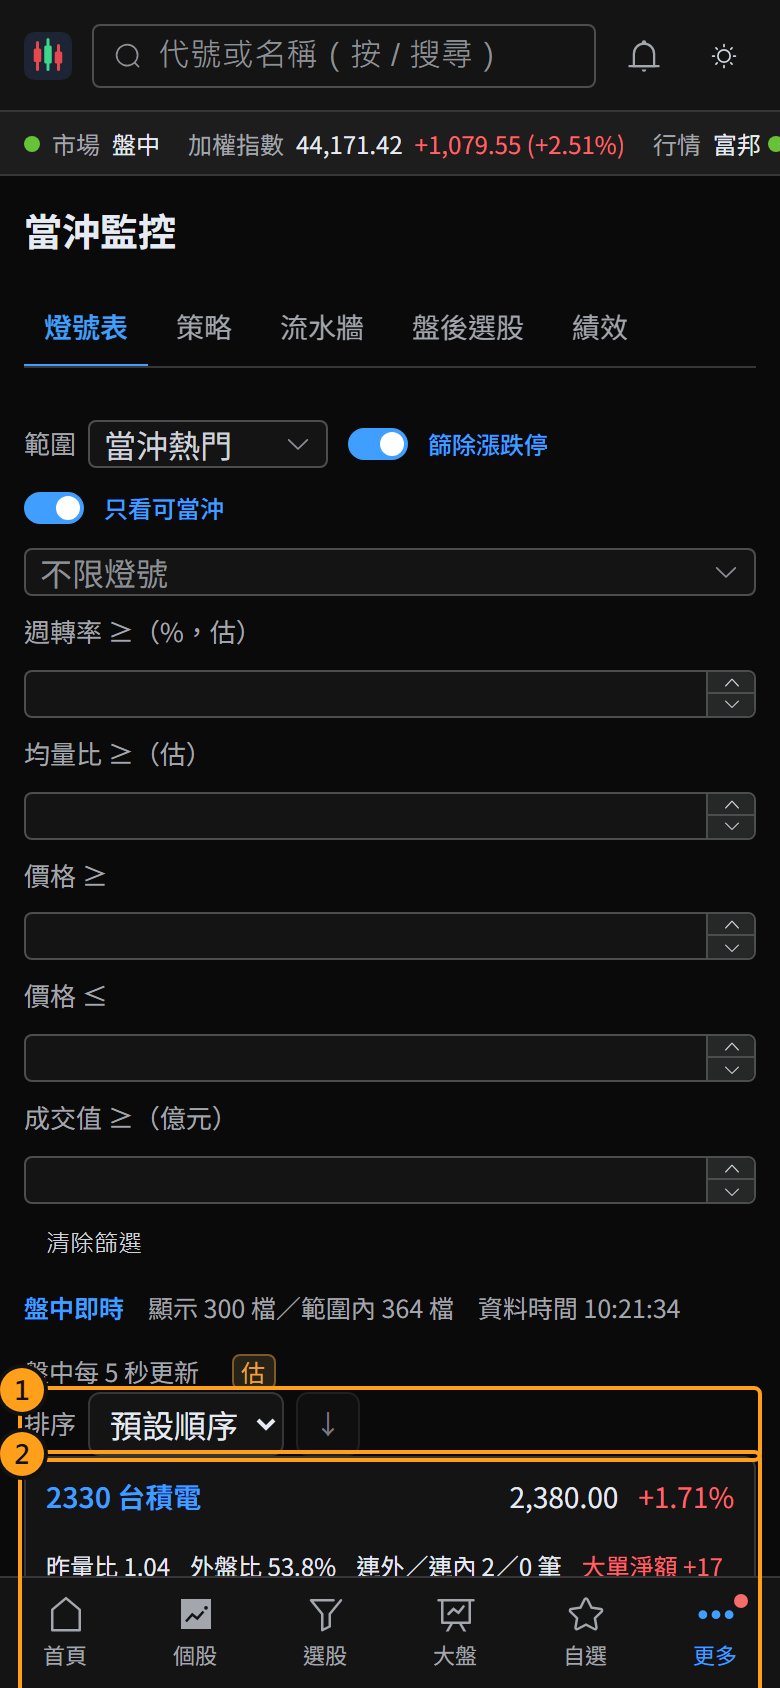 代號或名稱（按 / 搜尋）
市場 盤中 加權指數 44,171.42 +1,079.55 (+2.51%) 行情 富邦
當沖監控
燈號表 策略 流水牆 盤後選股 績效
範圍 當沖熱門 篩除漲跌停
只看可當沖
不限燈號
週轉率 ≥（%，估）
均量比 ≥（估）
價格 ≥
價格 ≤
成交值 ≥（億元）
清除篩選
盤中即時 顯示 300 檔／範圍內 364 檔 資料時間 10:21:34
盤中每 5 秒更新 估
1
排序 預設順序 ↓
2
2330 台積電 2,380.00 +1.71%
昨量比 1.04 外盤比 53.8% 連外／連內 2／0 筆 大單淨額 +17
首頁 個股 選股 大盤 自選 更多